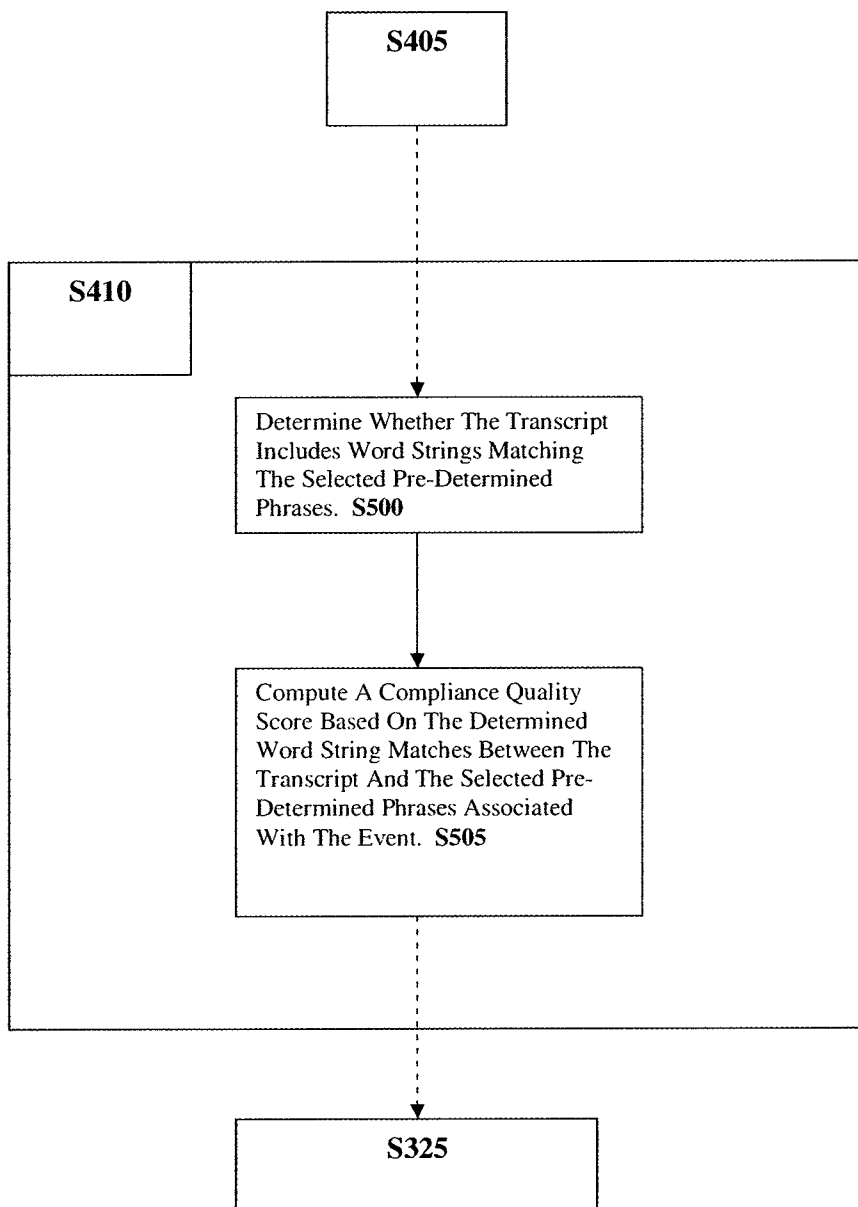 S405
S410
Determine Whether The Transcript
Includes Word Strings Matching
The Selected Pre-Determined
Phrases. S500
Compute A Compliance Quality
Score Based On The Determined
Word String Matches Between The
Transcript And The Selected Pre-
Determined Phrases Associated
With The Event. S505
S325